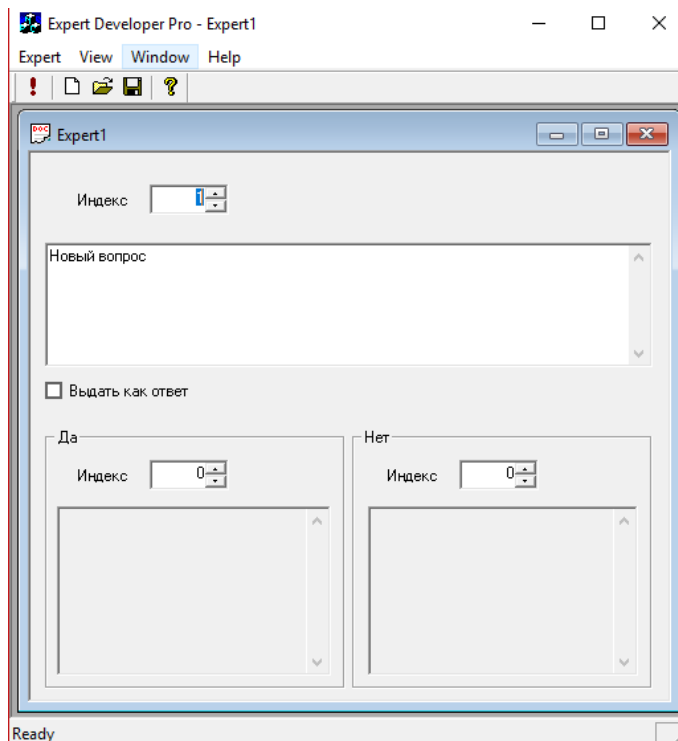 Expert Developer Pro - Expert1
Expert View Window Help
DOC Expert1
Индекс 1
Новый вопрос
Выдать как ответ
Да Нет
Индекс 0 Индекс 0
Ready